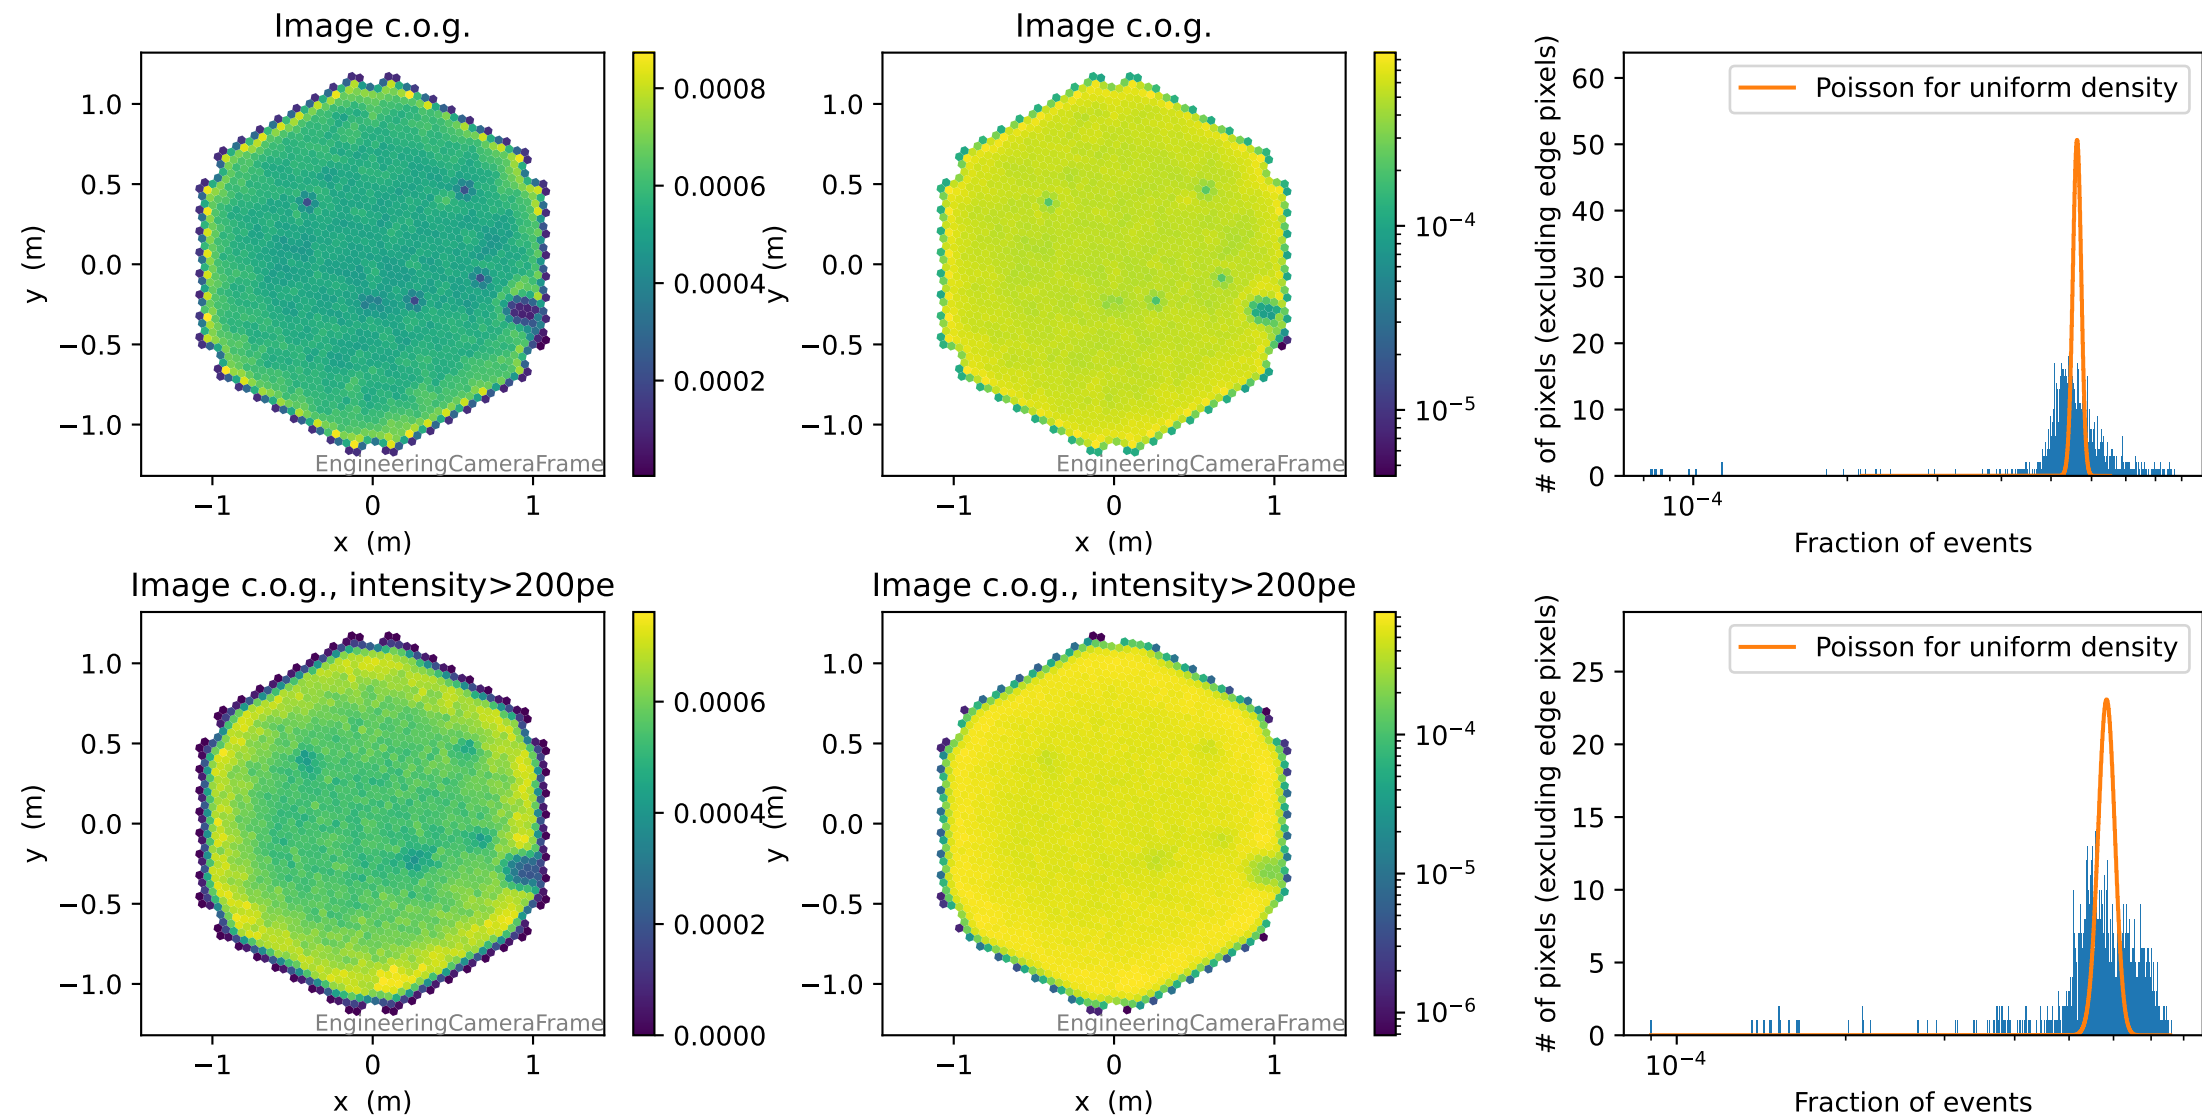 Image c.o.g.
1.0
0.5
0.0
−0.5
−1.0
y (m)
−1
0
1
x (m)
EngineeringCameraFrame
0.0008
0.0006
0.0004
0.0002
Image c.o.g.
1.0
0.5
0.0
−0.5
−1.0
y (m)
−1
0
1
x (m)
EngineeringCameraFrame
10⁻⁴
10⁻⁵
Poisson for uniform density
60
50
40
30
20
10
0
# of pixels (excluding edge pixels)
10⁻⁴
Fraction of events
Image c.o.g., intensity>200pe
1.0
0.5
0.0
−0.5
−1.0
y (m)
−1
0
1
x (m)
EngineeringCameraFrame
0.0006
0.0004
0.0002
0.0000
Image c.o.g., intensity>200pe
1.0
0.5
0.0
−0.5
−1.0
y (m)
−1
0
1
x (m)
EngineeringCameraFrame
10⁻⁴
10⁻⁵
10⁻⁶
Poisson for uniform density
25
20
15
10
5
0
# of pixels (excluding edge pixels)
10⁻⁴
Fraction of events